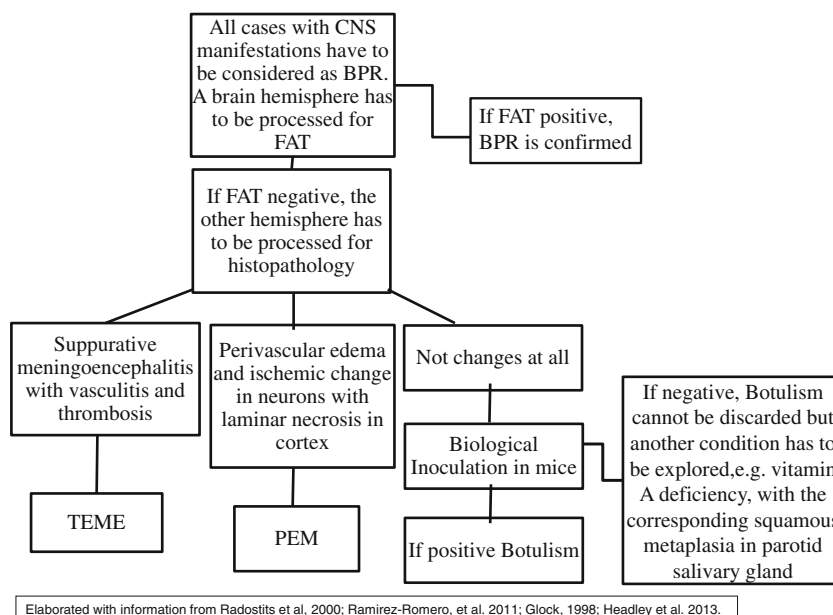 All cases with CNS
manifestations have to
be considered as BPR.
A brain hemisphere has
to be processed for
FAT
If FAT positive,
BPR is confirmed
If FAT negative, the
other hemisphere has
to be processed for
histopathology
Suppurative
meningoencephalitis
with vasculitis and
thrombosis
Perivascular edema
and ischemic change
in neurons with
laminar necrosis in
cortex
Not changes at all
If negative, Botulism
cannot be discarded but
another condition has to
be explored,e.g. vitamin
A deficiency, with the
corresponding squamous
metaplasia in parotid
salivary gland
Biological
Inoculation in mice
TEME
PEM
If positive Botulism
Elaborated with information from Radostits et al, 2000; Ramirez-Romero, et al. 2011; Glock, 1998; Headley et al. 2013.